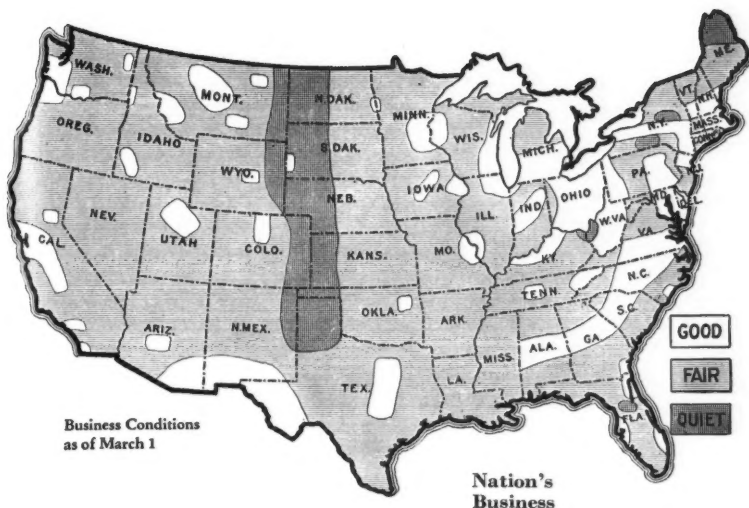 WASH.
MONT.
N.DAK.
MINN.
ME.
VT.
N.H.
OREG.
IDAHO
WYO.
S.DAK.
WIS.
MICH.
N.Y.
MASS.
NEV.
UTAH
COLO.
NEB.
IOWA
ILL.
IND.
OHIO
PA.
N.J.
CAL.
KANS.
MO.
KY.
W.VA.
MD.
DEL.
VA.
ARIZ.
N.MEX.
OKLA.
ARK.
TENN.
N.C.
S.C.
TEX.
LA.
MISS.
ALA.
GA.
FLA.
GOOD
FAIR
QUIET
Business Conditions
as of March 1
Nation's
Business